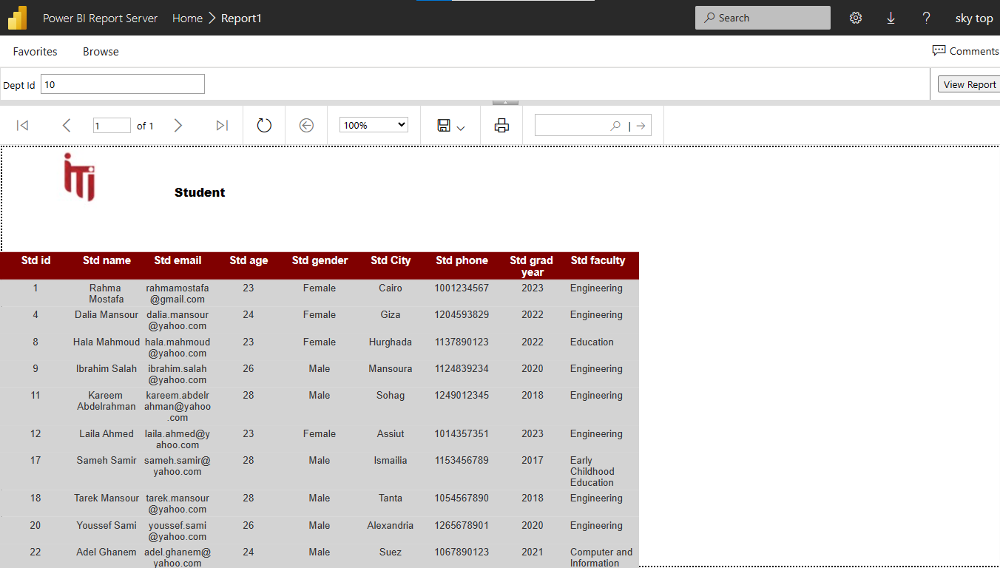 Power BI Report Server Home Report1 Search ? sky top
Favorites Browse Comments
Dept Id 10 View Report
1 of 1 100% |
iTi
Student
Std id Std name Std email Std age Std gender Std City Std phone Std grad year Std faculty
1 Rahma Mostafa rahmamostafa@gmail.com 23 Female Cairo 1001234567 2023 Engineering
4 Dalia Mansour dalia.mansour@yahoo.com 24 Female Giza 1204593829 2022 Engineering
8 Hala Mahmoud hala.mahmoud@yahoo.com 23 Female Hurghada 1137890123 2022 Education
9 Ibrahim Salah ibrahim.salah@yahoo.com 26 Male Mansoura 1124839234 2020 Engineering
11 Kareem Abdelrahman kareem.abdelrahman@yahoo.com 28 Male Sohag 1249012345 2018 Engineering
12 Laila Ahmed laila.ahmed@yahoo.com 23 Female Assiut 1014357351 2023 Engineering
17 Sameh Samir sameh.samir@yahoo.com 28 Male Ismailia 1153456789 2017 Early Childhood Education
18 Tarek Mansour tarek.mansour@yahoo.com 28 Male Tanta 1054567890 2018 Engineering
20 Youssef Sami youssef.sami@yahoo.com 26 Male Alexandria 1265678901 2020 Engineering
22 Adel Ghanem adel.ghanem@yahoo.com 24 Male Suez 1067890123 2021 Computer and Information